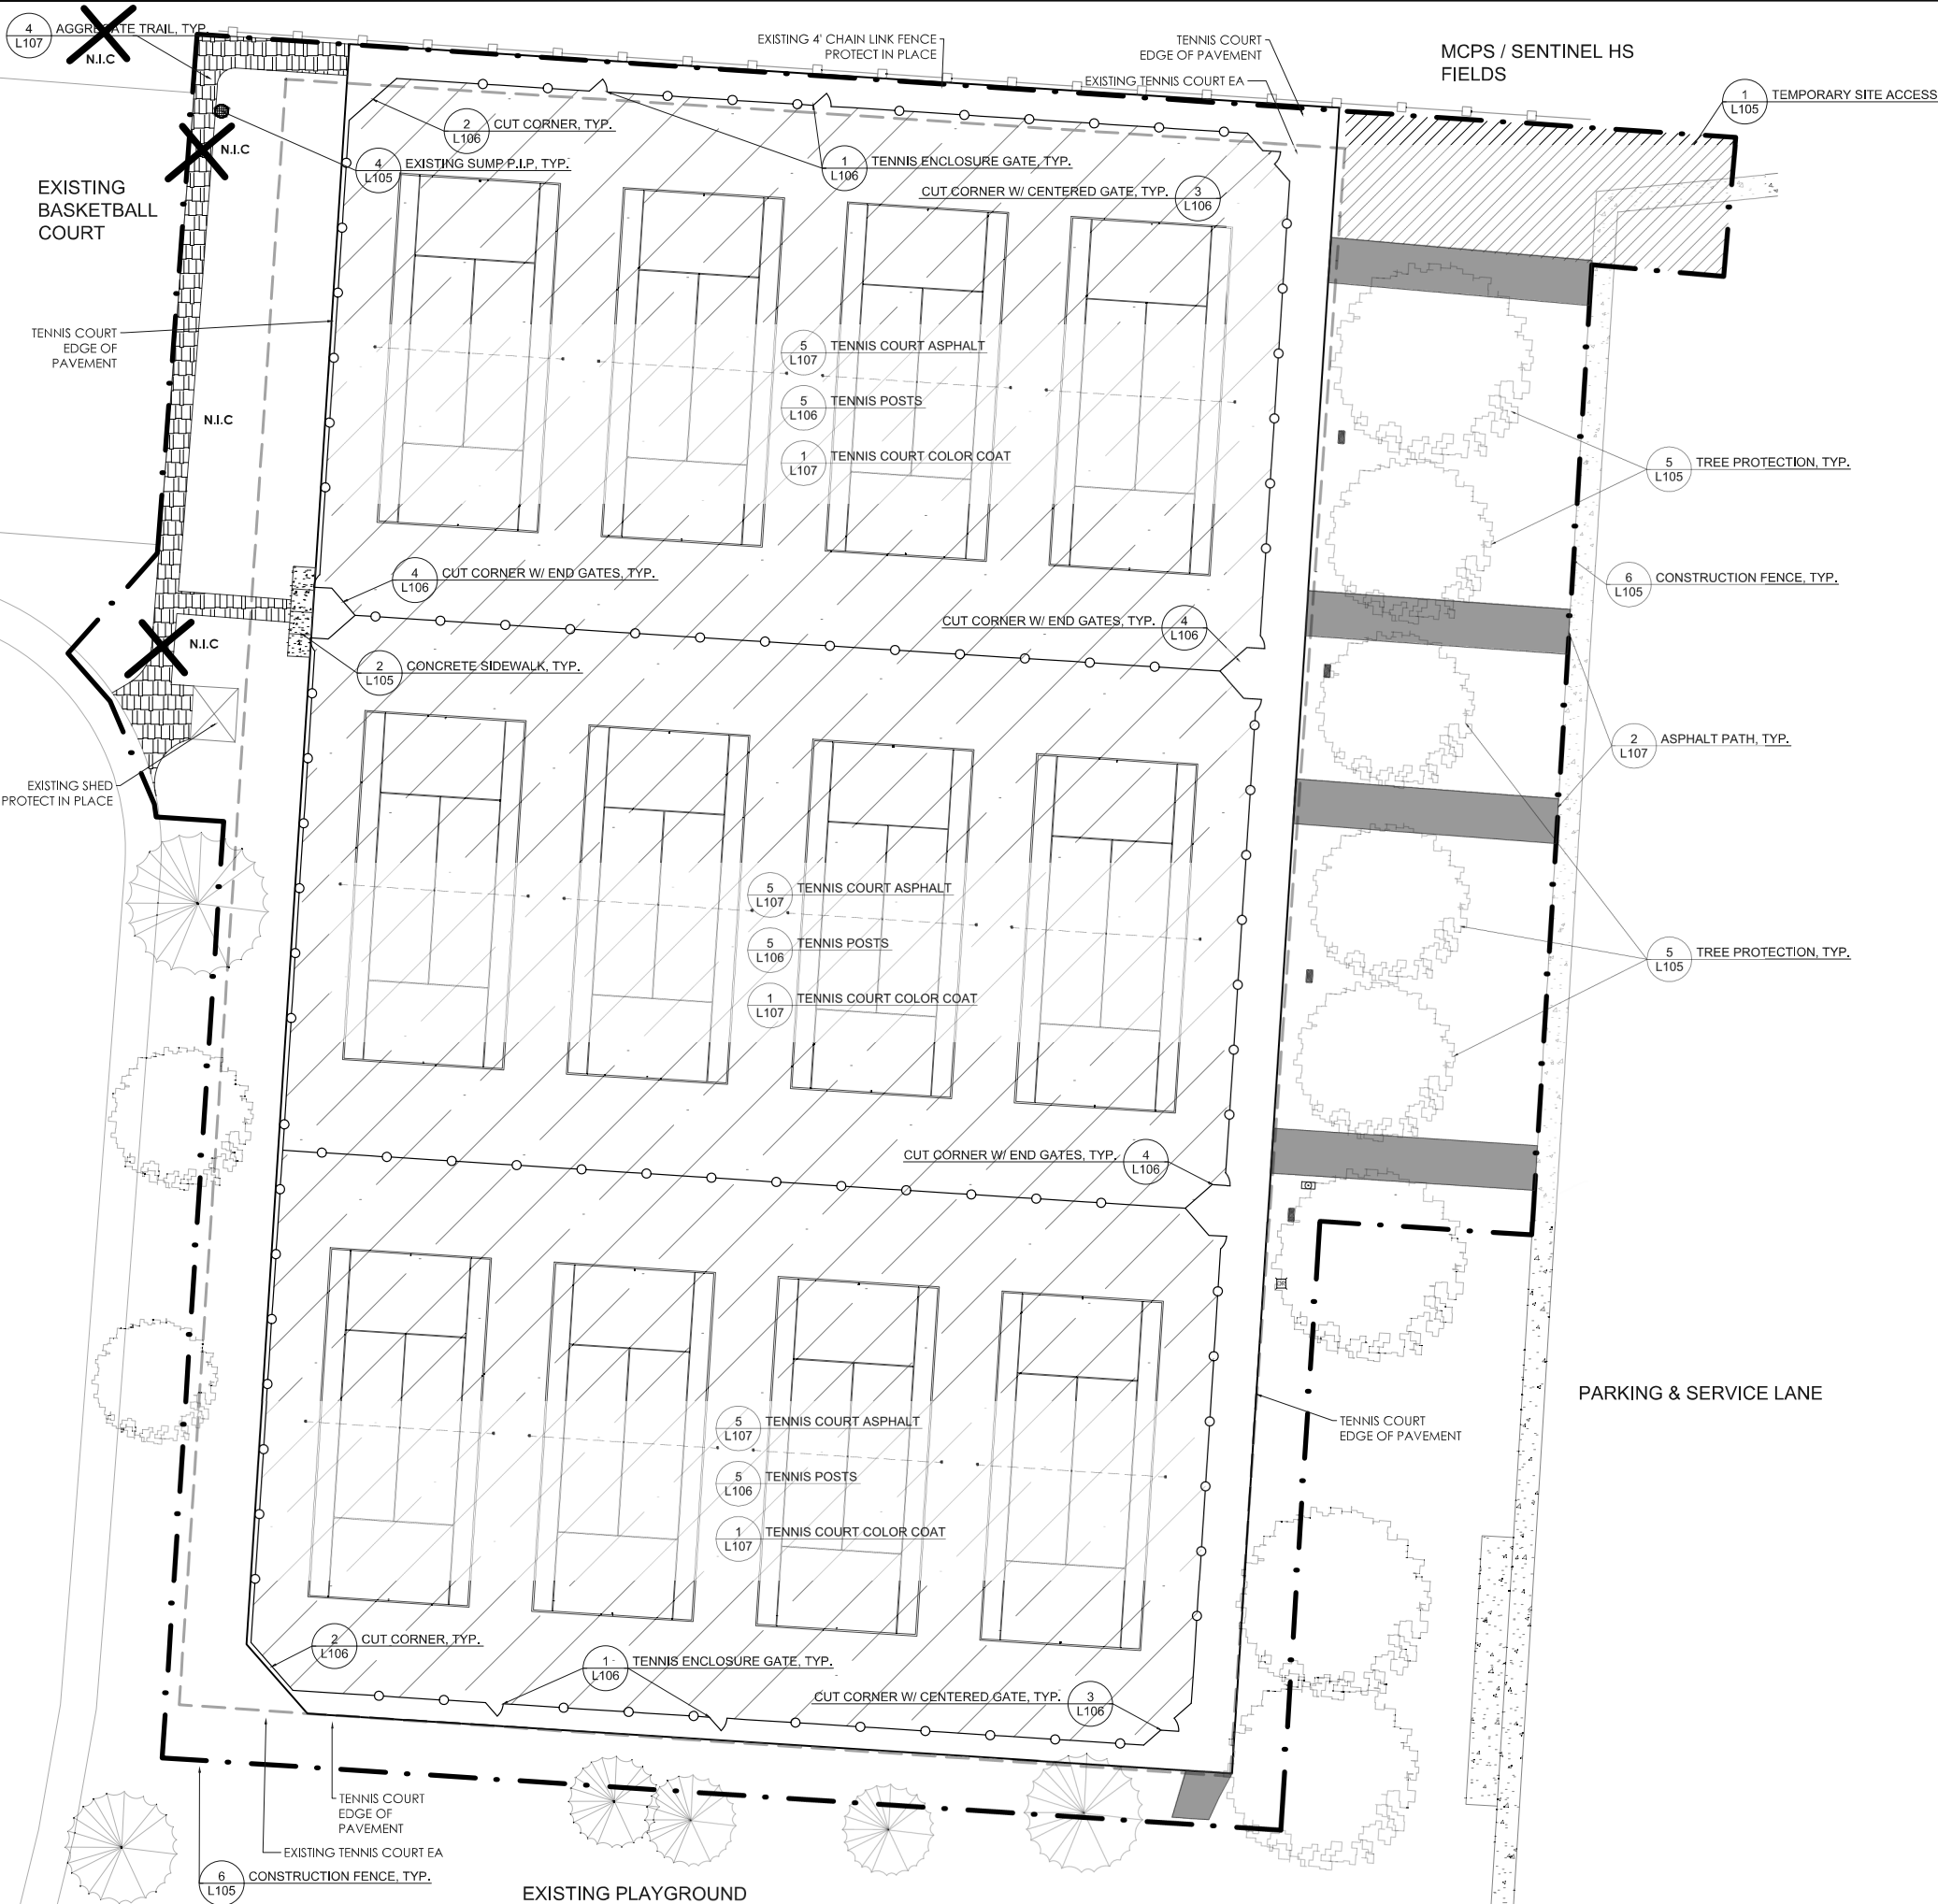 4
L107
AGGREGATE TRAIL, TYP.
N.I.C
EXISTING 4' CHAIN LINK FENCE
PROTECT IN PLACE
TENNIS COURT
EDGE OF PAVEMENT
EXISTING TENNIS COURT EA
MCPS / SENTINEL HS
FIELDS
1
L105
TEMPORARY SITE ACCESS
2
L106
CUT CORNER, TYP.
N.I.C
4
L105
EXISTING SUMP P.I.P, TYP.
1
L106
TENNIS ENCLOSURE GATE, TYP.
CUT CORNER W/ CENTERED GATE, TYP.
3
L106
EXISTING
BASKETBALL
COURT
TENNIS COURT
EDGE OF
PAVEMENT
5
L107
TENNIS COURT ASPHALT
5
L106
TENNIS POSTS
N.I.C
1
L107
TENNIS COURT COLOR COAT
5
L105
TREE PROTECTION, TYP.
4
L106
CUT CORNER W/ END GATES, TYP.
6
L105
CONSTRUCTION FENCE, TYP.
CUT CORNER W/ END GATES, TYP.
4
L106
N.I.C
2
L105
CONCRETE SIDEWALK, TYP.
2
L107
ASPHALT PATH, TYP.
EXISTING SHED
PROTECT IN PLACE
5
L107
TENNIS COURT ASPHALT
5
L106
TENNIS POSTS
5
L105
TREE PROTECTION, TYP.
1
L107
TENNIS COURT COLOR COAT
CUT CORNER W/ END GATES, TYP.
4
L106
PARKING & SERVICE LANE
5
L107
TENNIS COURT ASPHALT
TENNIS COURT
EDGE OF PAVEMENT
5
L106
TENNIS POSTS
1
L107
TENNIS COURT COLOR COAT
2
L106
CUT CORNER, TYP.
1
L106
TENNIS ENCLOSURE GATE, TYP.
CUT CORNER W/ CENTERED GATE, TYP.
3
L106
TENNIS COURT
EDGE OF
PAVEMENT
EXISTING TENNIS COURT EA
6
L105
CONSTRUCTION FENCE, TYP.
EXISTING PLAYGROUND